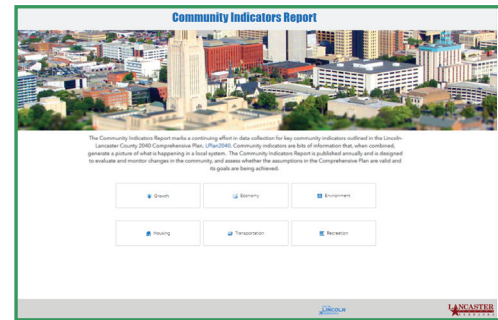 Community Indicators Report
The Community Indicators Report marks a continuing effort in data collection for key community indicators outlined in the Lincoln-
Lancaster County 2040 Comprehensive Plan, LPlan2040. Community indicators are bits of information that, when combined,
generate a picture of what is happening in a local system. The Community Indicators Report is published annually and is designed
to evaluate and monitor changes in the community, and assess whether the assumptions in the Comprehensive Plan are valid and
its goals are being achieved.
Growth
Economy
Environment
Housing
Transportation
Recreation
LINCOLN
LANCASTER